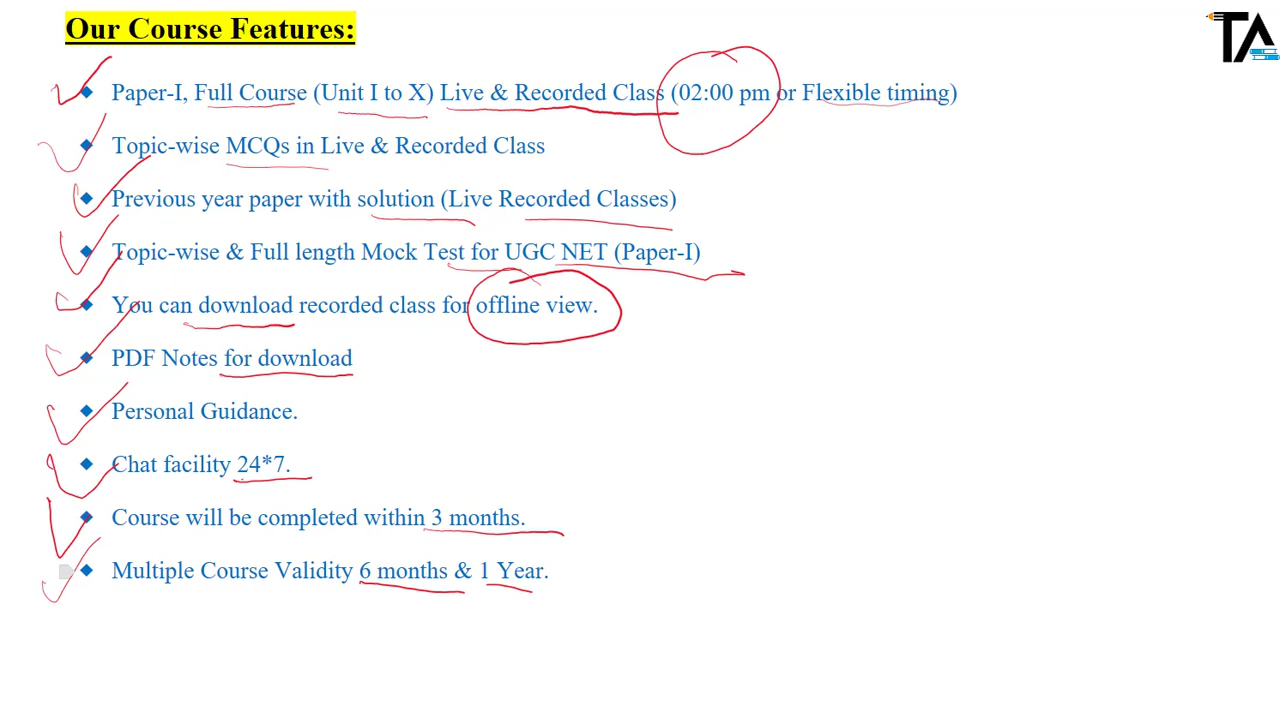 Our Course Features:
TA
Paper-I, Full Course (Unit I to X) Live & Recorded Class (02:00 pm or Flexible timing)
Topic-wise MCQs in Live & Recorded Class
Previous year paper with solution (Live Recorded Classes)
Topic-wise & Full length Mock Test for UGC NET (Paper-I)
You can download recorded class for offline view.
PDF Notes for download
Personal Guidance.
Chat facility 24*7.
Course will be completed within 3 months.
Multiple Course Validity 6 months & 1 Year.